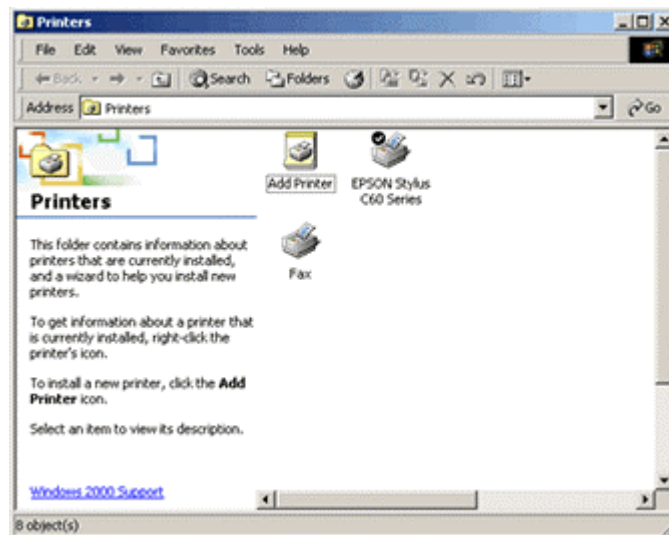 Printers
File Edit View Favorites Tools Help
Back Search Folders
Address Printers Go
Add Printer
EPSON Stylus
C60 Series
Fax
Printers
This folder contains information about
printers that are currently installed,
and a wizard to help you install new
printers.
To get information about a printer that
is currently installed, right-click the
printer's icon.
To install a new printer, click the Add
Printer icon.
Select an item to view its description.
Windows 2000 Support
8 object(s)